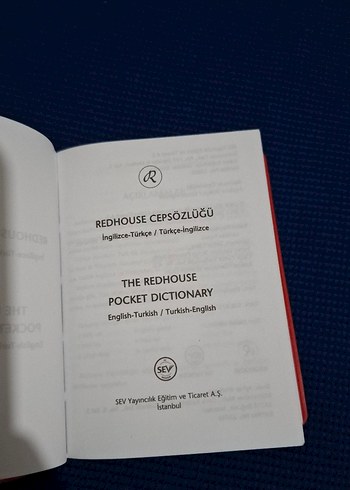 R
REDHOUSE CEPSÖZLÜĞÜ
İngilizce-Türkçe / Türkçe-İngilizce
THE REDHOUSE
POCKET DICTIONARY
English-Turkish / Turkish-English
SEV
SEV Yayıncılık Eğitim ve Ticaret A.Ş.
İstanbul